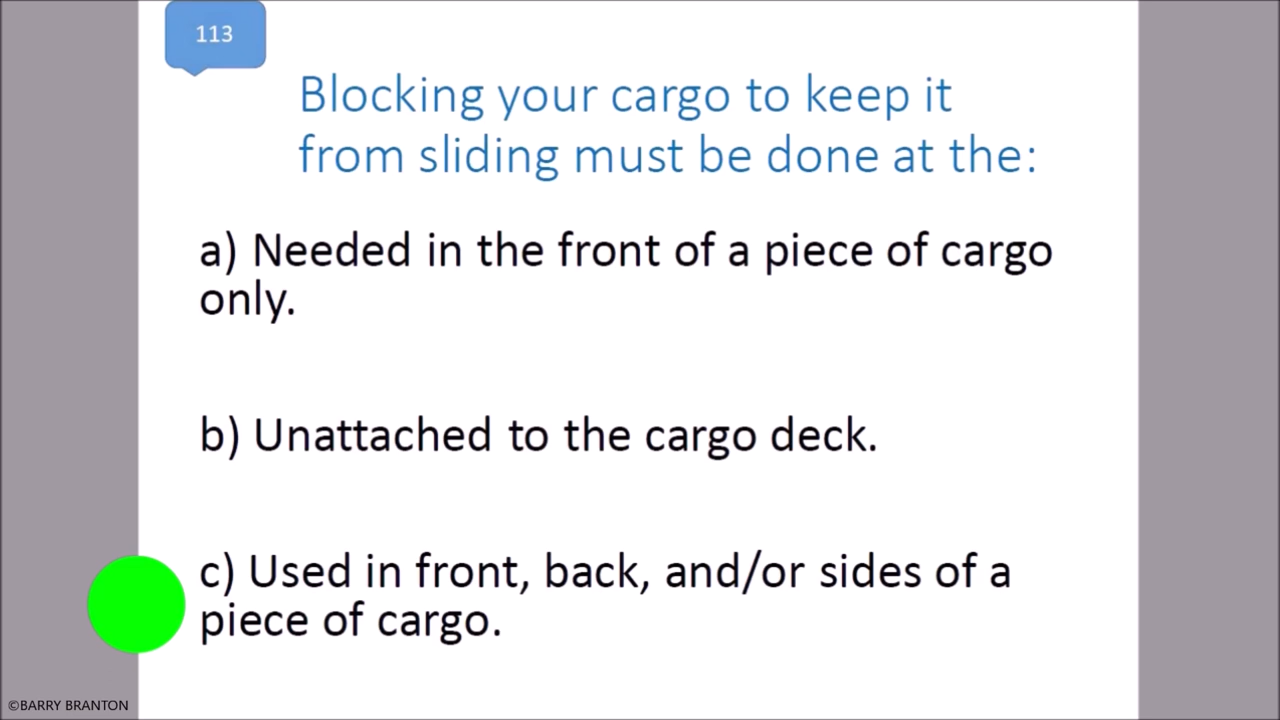 113
Blocking your cargo to keep it
from sliding must be done at the:
a) Needed in the front of a piece of cargo
only.
b) Unattached to the cargo deck.
c) Used in front, back, and/or sides of a
piece of cargo.
©BARRY BRANTON